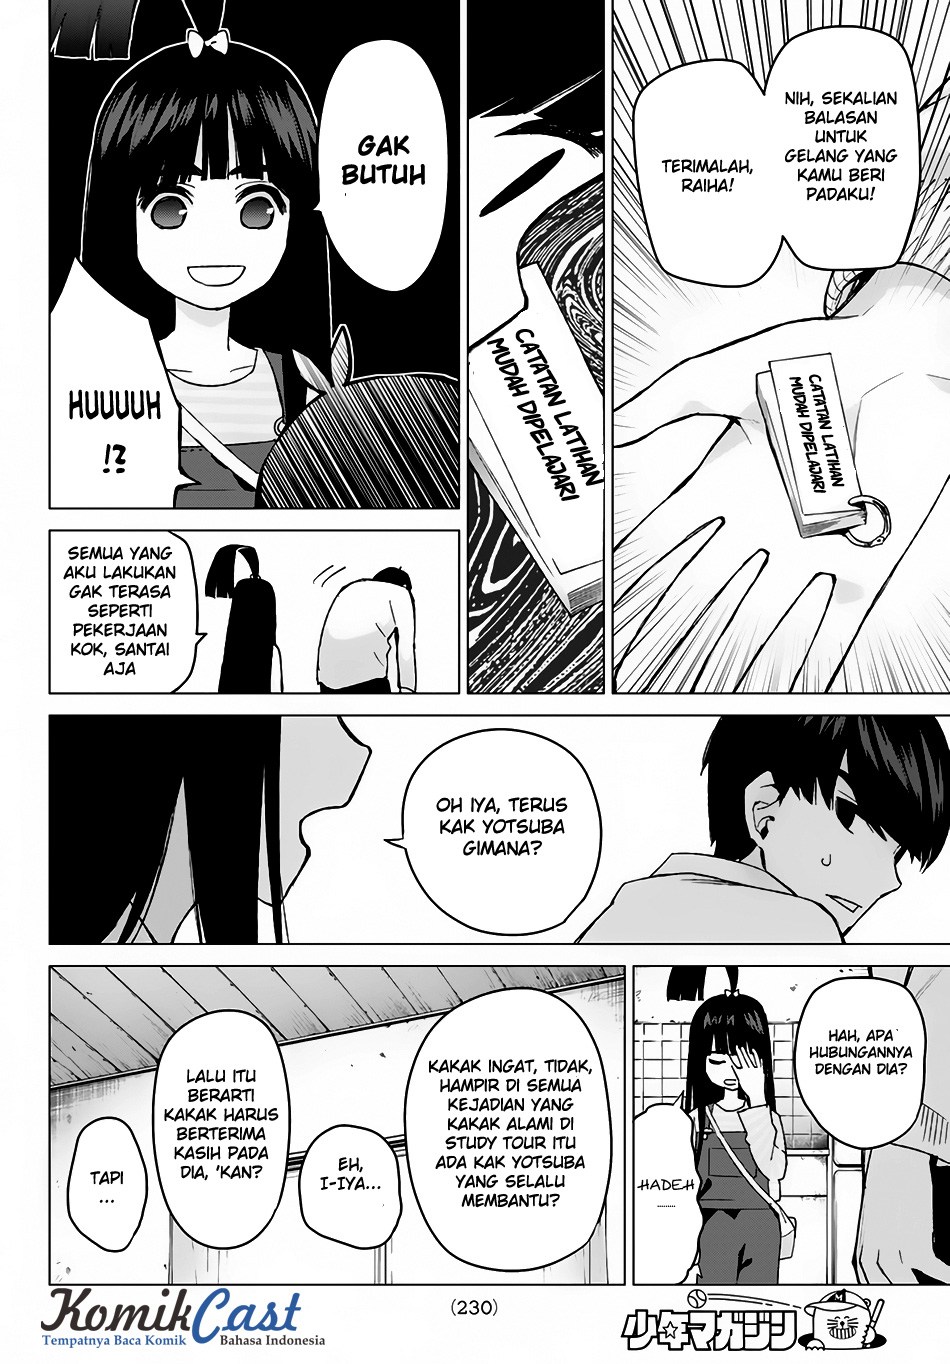 NIH, SEKALIAN
BALASAN
UNTUK
GELANG YANG
KAMU BERI
PADAKU!
TERIMALAH,
RAIHA!
CATATAN LATIHAN
MUDAH DIPELAJARI
CATATAN LATIHAN
MUDAH DIPELAJARI
GAK
BUTUH
HUUUUH
!?
SEMUA YANG
AKU LAKUKAN
GAK TERASA
SEPERTI
PEKERJAAN
KOK, SANTAI
AJA
OH IYA, TERUS
KAK YOTSUBA
GIMANA?
HAH, APA
HUBUNGANNYA
DENGAN DIA?
HADEH
..........
KAKAK INGAT, TIDAK,
HAMPIR DI SEMUA
KEJADIAN YANG
KAKAK ALAMI DI
STUDY TOUR ITU
ADA KAK YOTSUBA
YANG SELALU
MEMBANTU?
EH,
I-IYA...
LALU ITU
BERARTI
KAKAK HARUS
BERTERIMA
KASIH PADA
DIA, 'KAN?
TAPI
...
KomikCast
Tempatnya Baca Komik Bahasa Indonesia
(230)
少年マガジン
M